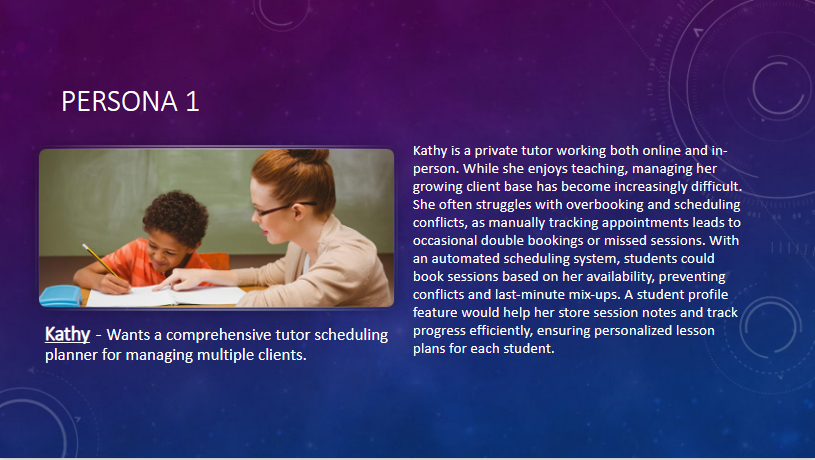 PERSONA 1
Kathy - Wants a comprehensive tutor scheduling
planner for managing multiple clients.
Kathy is a private tutor working both online and in-
person. While she enjoys teaching, managing her
growing client base has become increasingly difficult.
She often struggles with overbooking and scheduling
conflicts, as manually tracking appointments leads to
occasional double bookings or missed sessions. With
an automated scheduling system, students could
book sessions based on her availability, preventing
conflicts and last-minute mix-ups. A student profile
feature would help her store session notes and track
progress efficiently, ensuring personalized lesson
plans for each student.